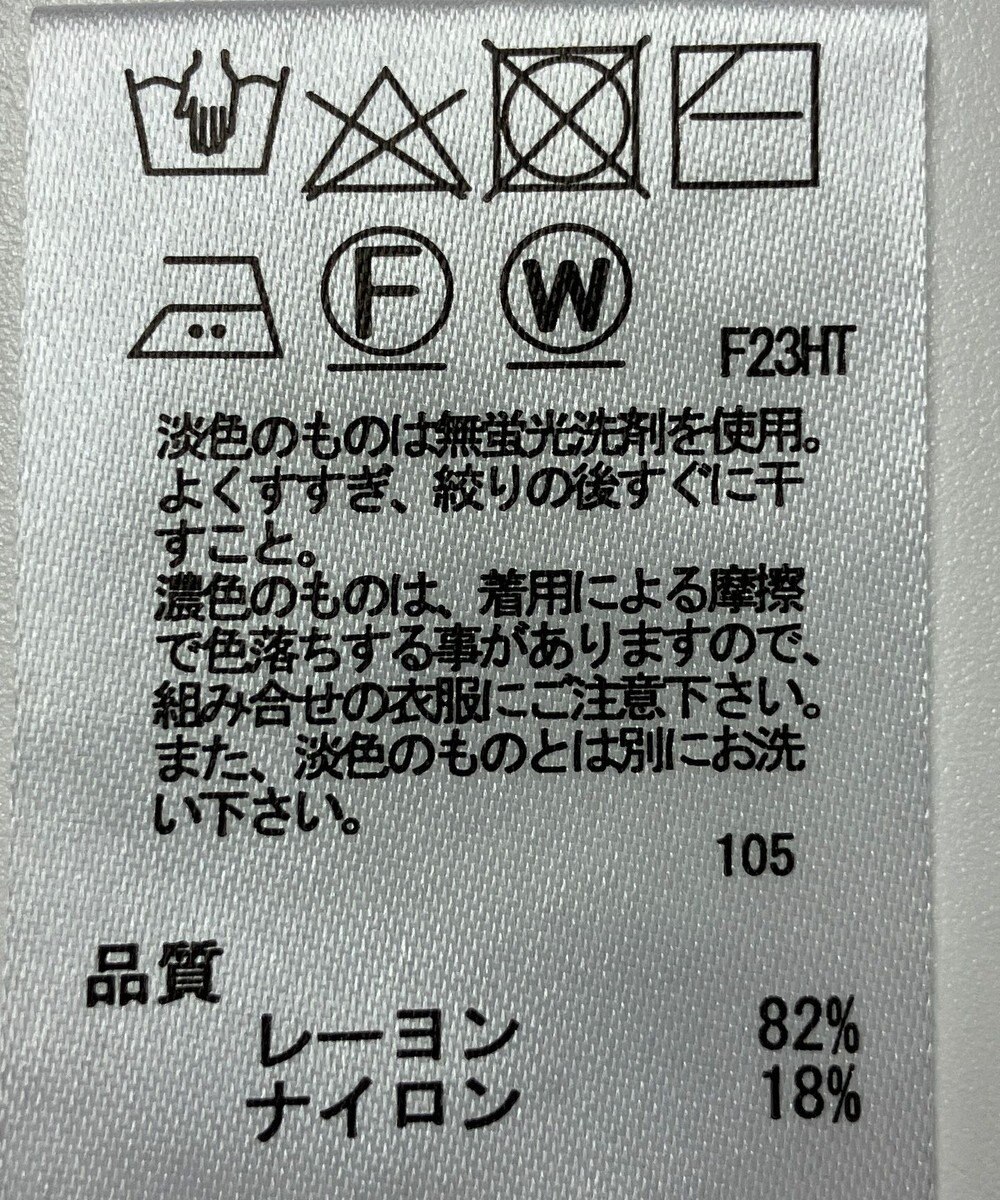 F
W
F23HT
淡色のものは無蛍光洗剤を使用。
よくすすぎ、絞りの後すぐに干
すこと。
濃色のものは、着用による摩擦
で色落ちする事がありますので、
組み合せの衣服にご注意下さい。
また、淡色のものとは別にお洗
い下さい。
105
品質
レーヨン 82%
ナイロン 18%